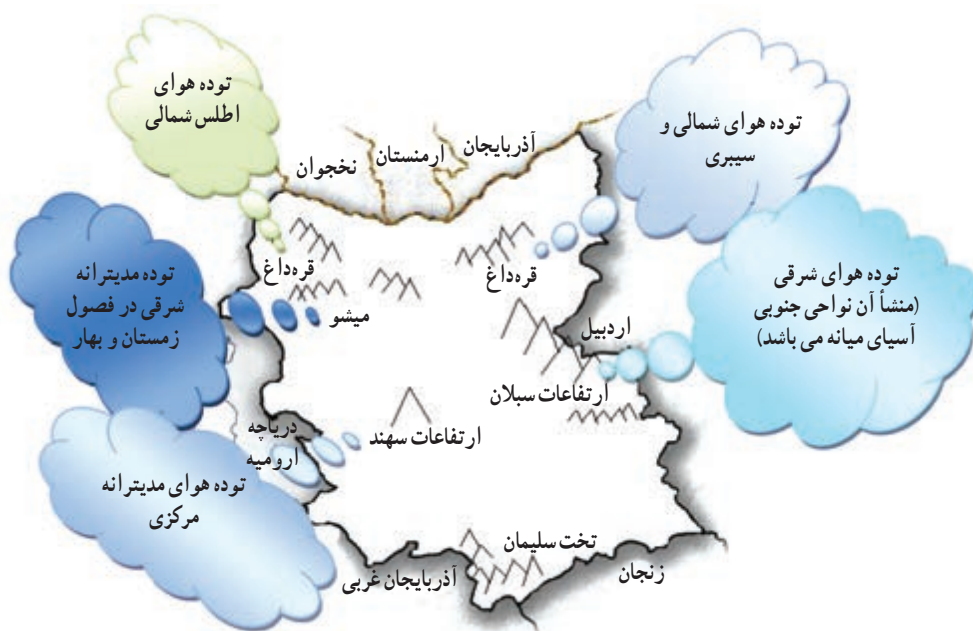 توده هوای
اطلس شمالی
توده هوای شمالی و
سیبری
آذربایجان
ارمنستان
نخجوان
قره‌داغ
قره‌داغ
توده مدیترانه
شرقی در فصول
زمستان و بهار
میشو
توده هوای شرقی
(منشأ آن نواحی جنوبی
آسیای میانه می باشد)
اردبیل
ارتفاعات سبلان
ارتفاعات سهند
دریاچه
ارومیه
توده هوای مدیترانه
مرکزی
تخت سلیمان
زنجان
آذربایجان غربی